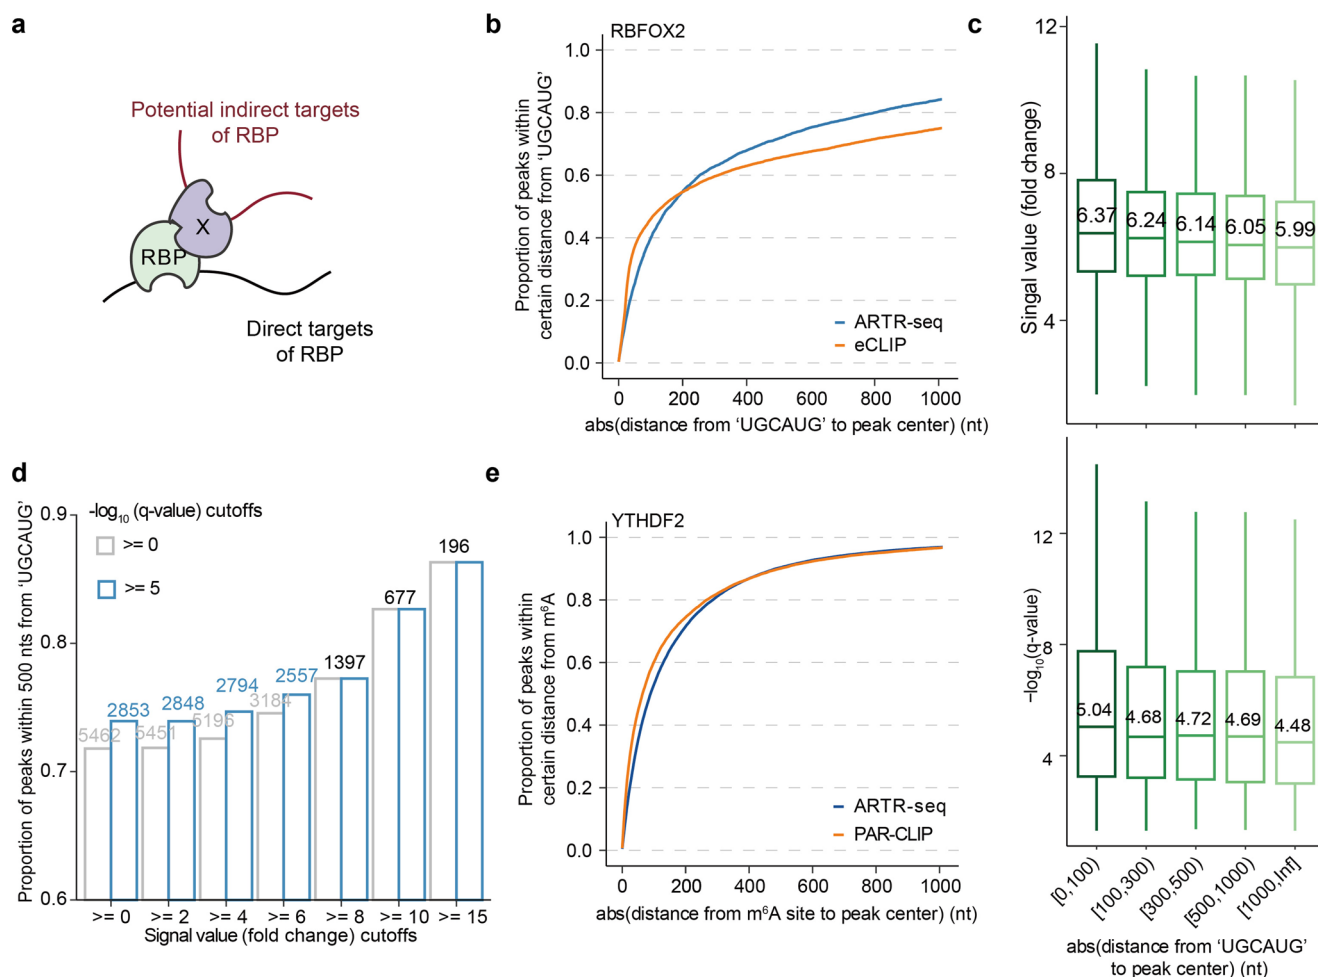 a
Potential indirect targets
of RBP
X
RBP
Direct targets
of RBP
b
RBFOX2
Proportion of peaks within
certain distance from ‘UGCAUG’
1.0
0.8
0.6
0.4
0.2
0.0
ARTR-seq
eCLIP
0 200 400 600 800 1000
abs(distance from ‘UGCAUG’ to peak center) (nt)
c
Singal value (fold change)
12
8
4
6.37 6.24 6.14 6.05 5.99
−log10(q-value)
12
8
4
5.04 4.68 4.72 4.69 4.48
[0,100) [100,300) [300,500) [500,1000) [1000,Inf]
abs(distance from ‘UGCAUG’
to peak center) (nt)
d
Proportion of peaks within 500 nts from ‘UGCAUG’
0.9
0.8
0.7
0.6
-log10 (q-value) cutoffs
>= 0
>= 5
5462 2853 5451 2848 5196 2794 3184 2557 1397 677 196
>= 0 >= 2 >= 4 >= 6 >= 8 >= 10 >= 15
Signal value (fold change) cutoffs
e
YTHDF2
Proportion of peaks within
certain distance from m6A
1.0
0.8
0.6
0.4
0.2
0.0
ARTR-seq
PAR-CLIP
0 200 400 600 800 1000
abs(distance from m6A site to peak center) (nt)